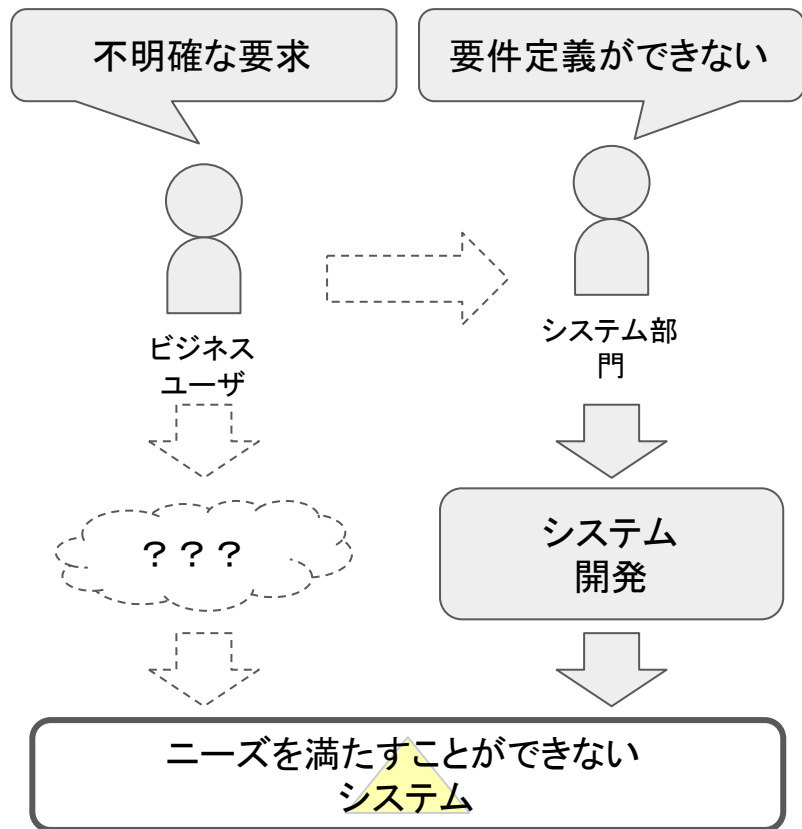 不明確な要求
要件定義ができない
ビジネス
ユーザ
システム部
門
？？？
システム
開発
ニーズを満たすことができない
システム